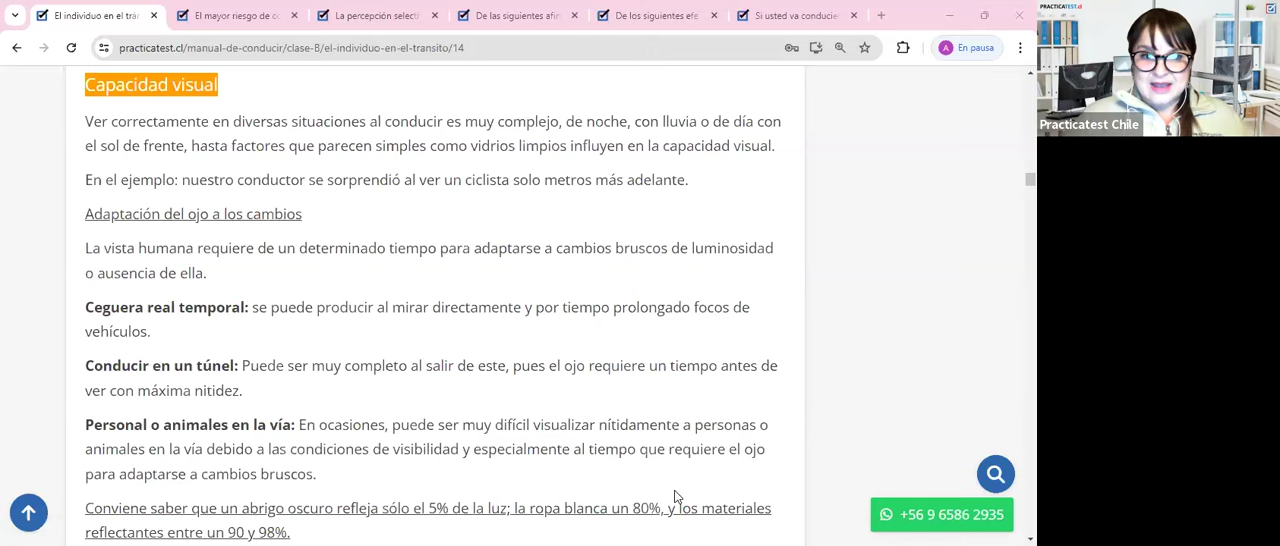 El individuo en el trán
El mayor riesgo de co
La percepción selecti
De las siguientes afin
De los siguientes efe
Si usted va conducie
practicatest.cl/manual-de-conducir/clase-B/el-individuo-en-el-transito/14
A En pausa
PRACTICATEST.cl
Practicatest Chile
Capacidad visual
Ver correctamente en diversas situaciones al conducir es muy complejo, de noche, con lluvia o de día con
el sol de frente, hasta factores que parecen simples como vidrios limpios influyen en la capacidad visual.
En el ejemplo: nuestro conductor se sorprendió al ver un ciclista solo metros más adelante.
Adaptación del ojo a los cambios
La vista humana requiere de un determinado tiempo para adaptarse a cambios bruscos de luminosidad
o ausencia de ella.
Ceguera real temporal: se puede producir al mirar directamente y por tiempo prolongado focos de
vehículos.
Conducir en un túnel: Puede ser muy completo al salir de este, pues el ojo requiere un tiempo antes de
ver con máxima nitidez.
Personal o animales en la vía: En ocasiones, puede ser muy difícil visualizar nítidamente a personas o
animales en la vía debido a las condiciones de visibilidad y especialmente al tiempo que requiere el ojo
para adaptarse a cambios bruscos.
Conviene saber que un abrigo oscuro refleja sólo el 5% de la luz; la ropa blanca un 80%, y los materiales
reflectantes entre un 90 y 98%.
+56 9 6586 2935